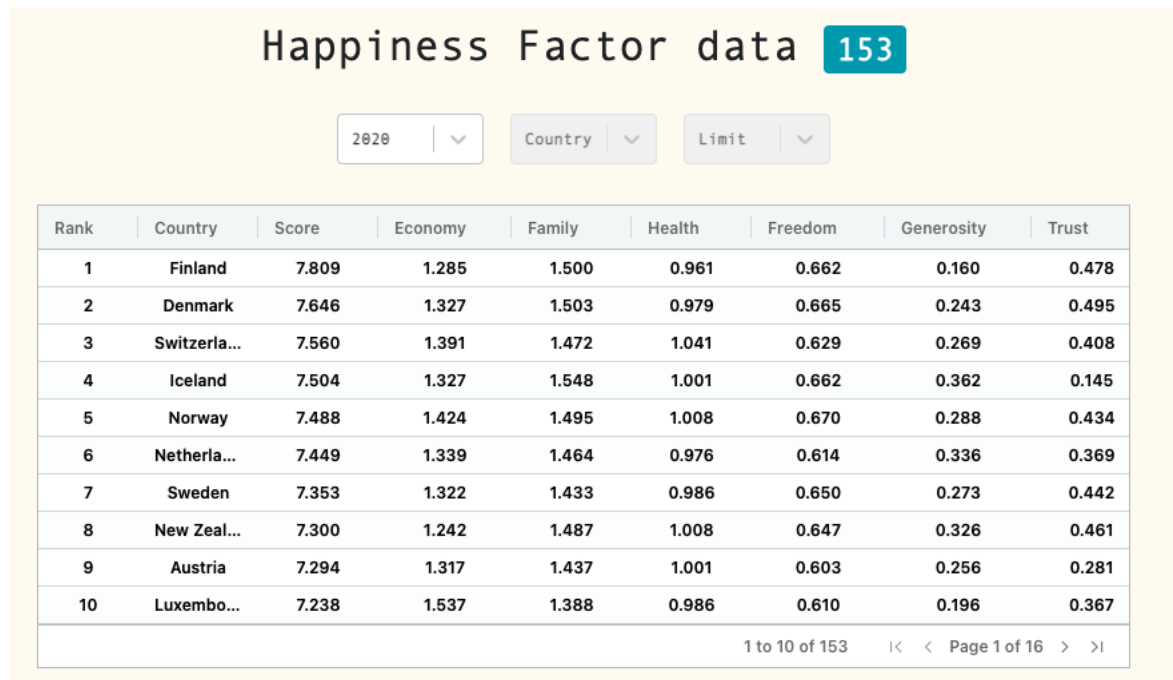 Happiness Factor data 153
2020 Country Limit
Rank Country Score Economy Family Health Freedom Generosity Trust
1 Finland 7.809 1.285 1.500 0.961 0.662 0.160 0.478
2 Denmark 7.646 1.327 1.503 0.979 0.665 0.243 0.495
3 Switzerla... 7.560 1.391 1.472 1.041 0.629 0.269 0.408
4 Iceland 7.504 1.327 1.548 1.001 0.662 0.362 0.145
5 Norway 7.488 1.424 1.495 1.008 0.670 0.288 0.434
6 Netherla... 7.449 1.339 1.464 0.976 0.614 0.336 0.369
7 Sweden 7.353 1.322 1.433 0.986 0.650 0.273 0.442
8 New Zeal... 7.300 1.242 1.487 1.008 0.647 0.326 0.461
9 Austria 7.294 1.317 1.437 1.001 0.603 0.256 0.281
10 Luxembo... 7.238 1.537 1.388 0.986 0.610 0.196 0.367
1 to 10 of 153 Page 1 of 16